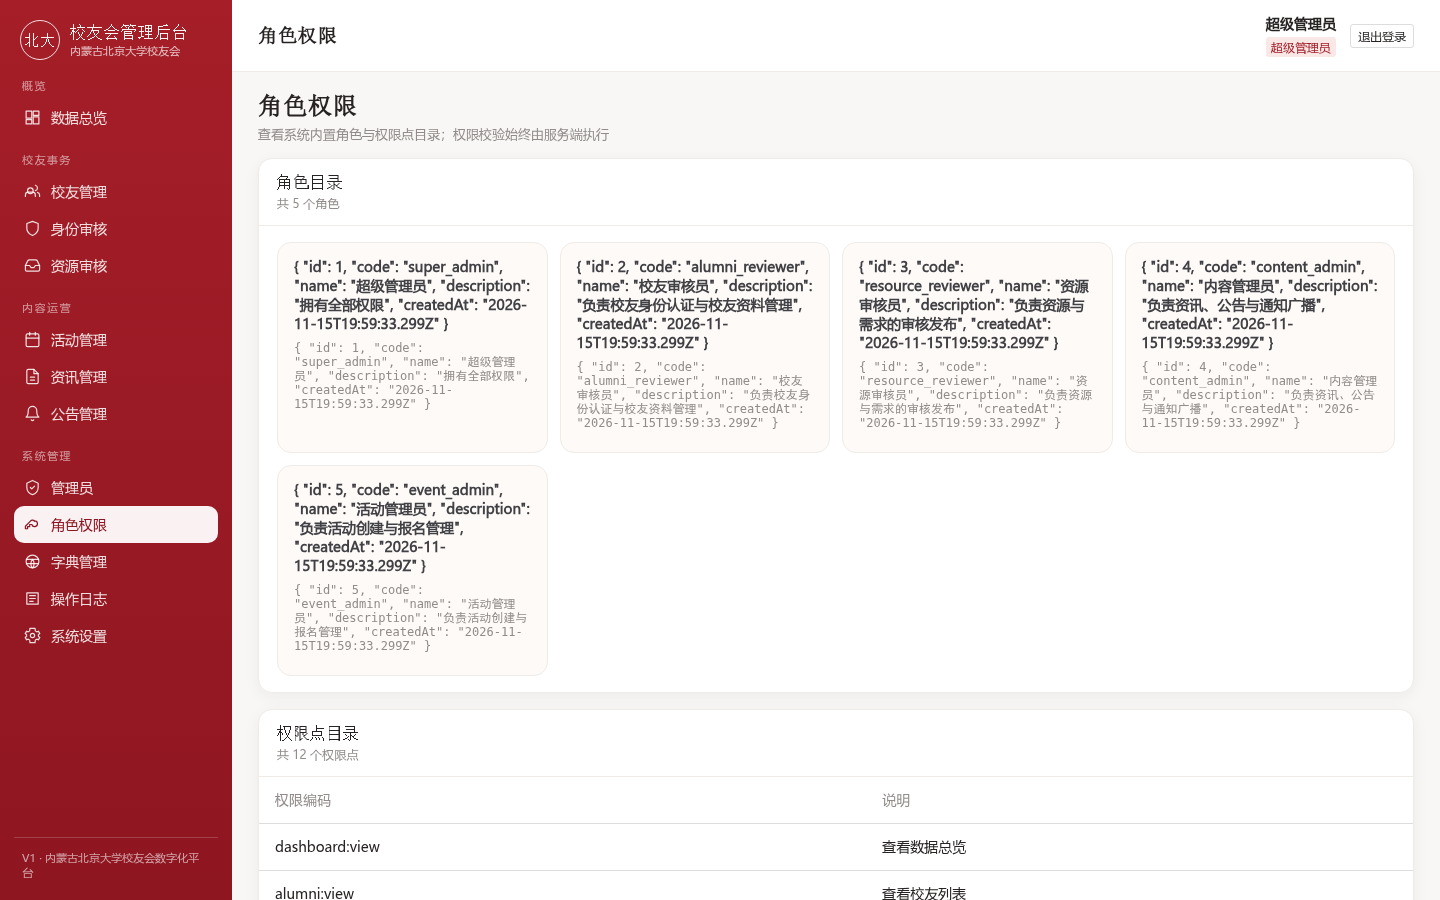 北大
校友会管理后台
内蒙古北京大学校友会
概览
数据总览
校友事务
校友管理
身份审核
资源审核
内容运营
活动管理
资讯管理
公告管理
系统管理
管理员
角色权限
字典管理
操作日志
系统设置
V1 · 内蒙古北京大学校友会数字化平
台
角色权限
超级管理员
超级管理员
退出登录
角色权限
查看系统内置角色与权限点目录；权限校验始终由服务端执行
角色目录
共 5 个角色
{ "id": 1, "code": "super_admin",
"name": "超级管理员", "description":
"拥有全部权限", "createdAt": "2026-
11-15T19:59:33.299Z" }
{ "id": 1, "code":
"super_admin", "name": "超级管理
员", "description": "拥有全部权限",
"createdAt": "2026-11-
15T19:59:33.299Z" }
{ "id": 2, "code": "alumni_reviewer",
"name": "校友审核员", "description":
"负责校友身份认证与校友资料管理",
"createdAt": "2026-11-
15T19:59:33.299Z" }
{ "id": 2, "code":
"alumni_reviewer", "name": "校友
审核员", "description": "负责校友身
份认证与校友资料管理", "createdAt":
"2026-11-15T19:59:33.299Z" }
{ "id": 3, "code":
"resource_reviewer", "name": "资源
审核员", "description": "负责资源与
需求的审核发布", "createdAt":
"2026-11-15T19:59:33.299Z" }
{ "id": 3, "code":
"resource_reviewer", "name": "资
源审核员", "description": "负责资源
与需求的审核发布", "createdAt":
"2026-11-15T19:59:33.299Z" }
{ "id": 4, "code": "content_admin",
"name": "内容管理员", "description":
"负责资讯、公告与通知广播",
"createdAt": "2026-11-
15T19:59:33.299Z" }
{ "id": 4, "code":
"content_admin", "name": "内容管理
员", "description": "负责资讯、公告
与通知广播", "createdAt": "2026-
11-15T19:59:33.299Z" }
{ "id": 5, "code": "event_admin",
"name": "活动管理员", "description":
"负责活动创建与报名管理",
"createdAt": "2026-11-
15T19:59:33.299Z" }
{ "id": 5, "code":
"event_admin", "name": "活动管理
员", "description": "负责活动创建与
报名管理", "createdAt": "2026-11-
15T19:59:33.299Z" }
权限点目录
共 12 个权限点
权限编码 说明
dashboard:view 查看数据总览
alumni:view 查看校友列表